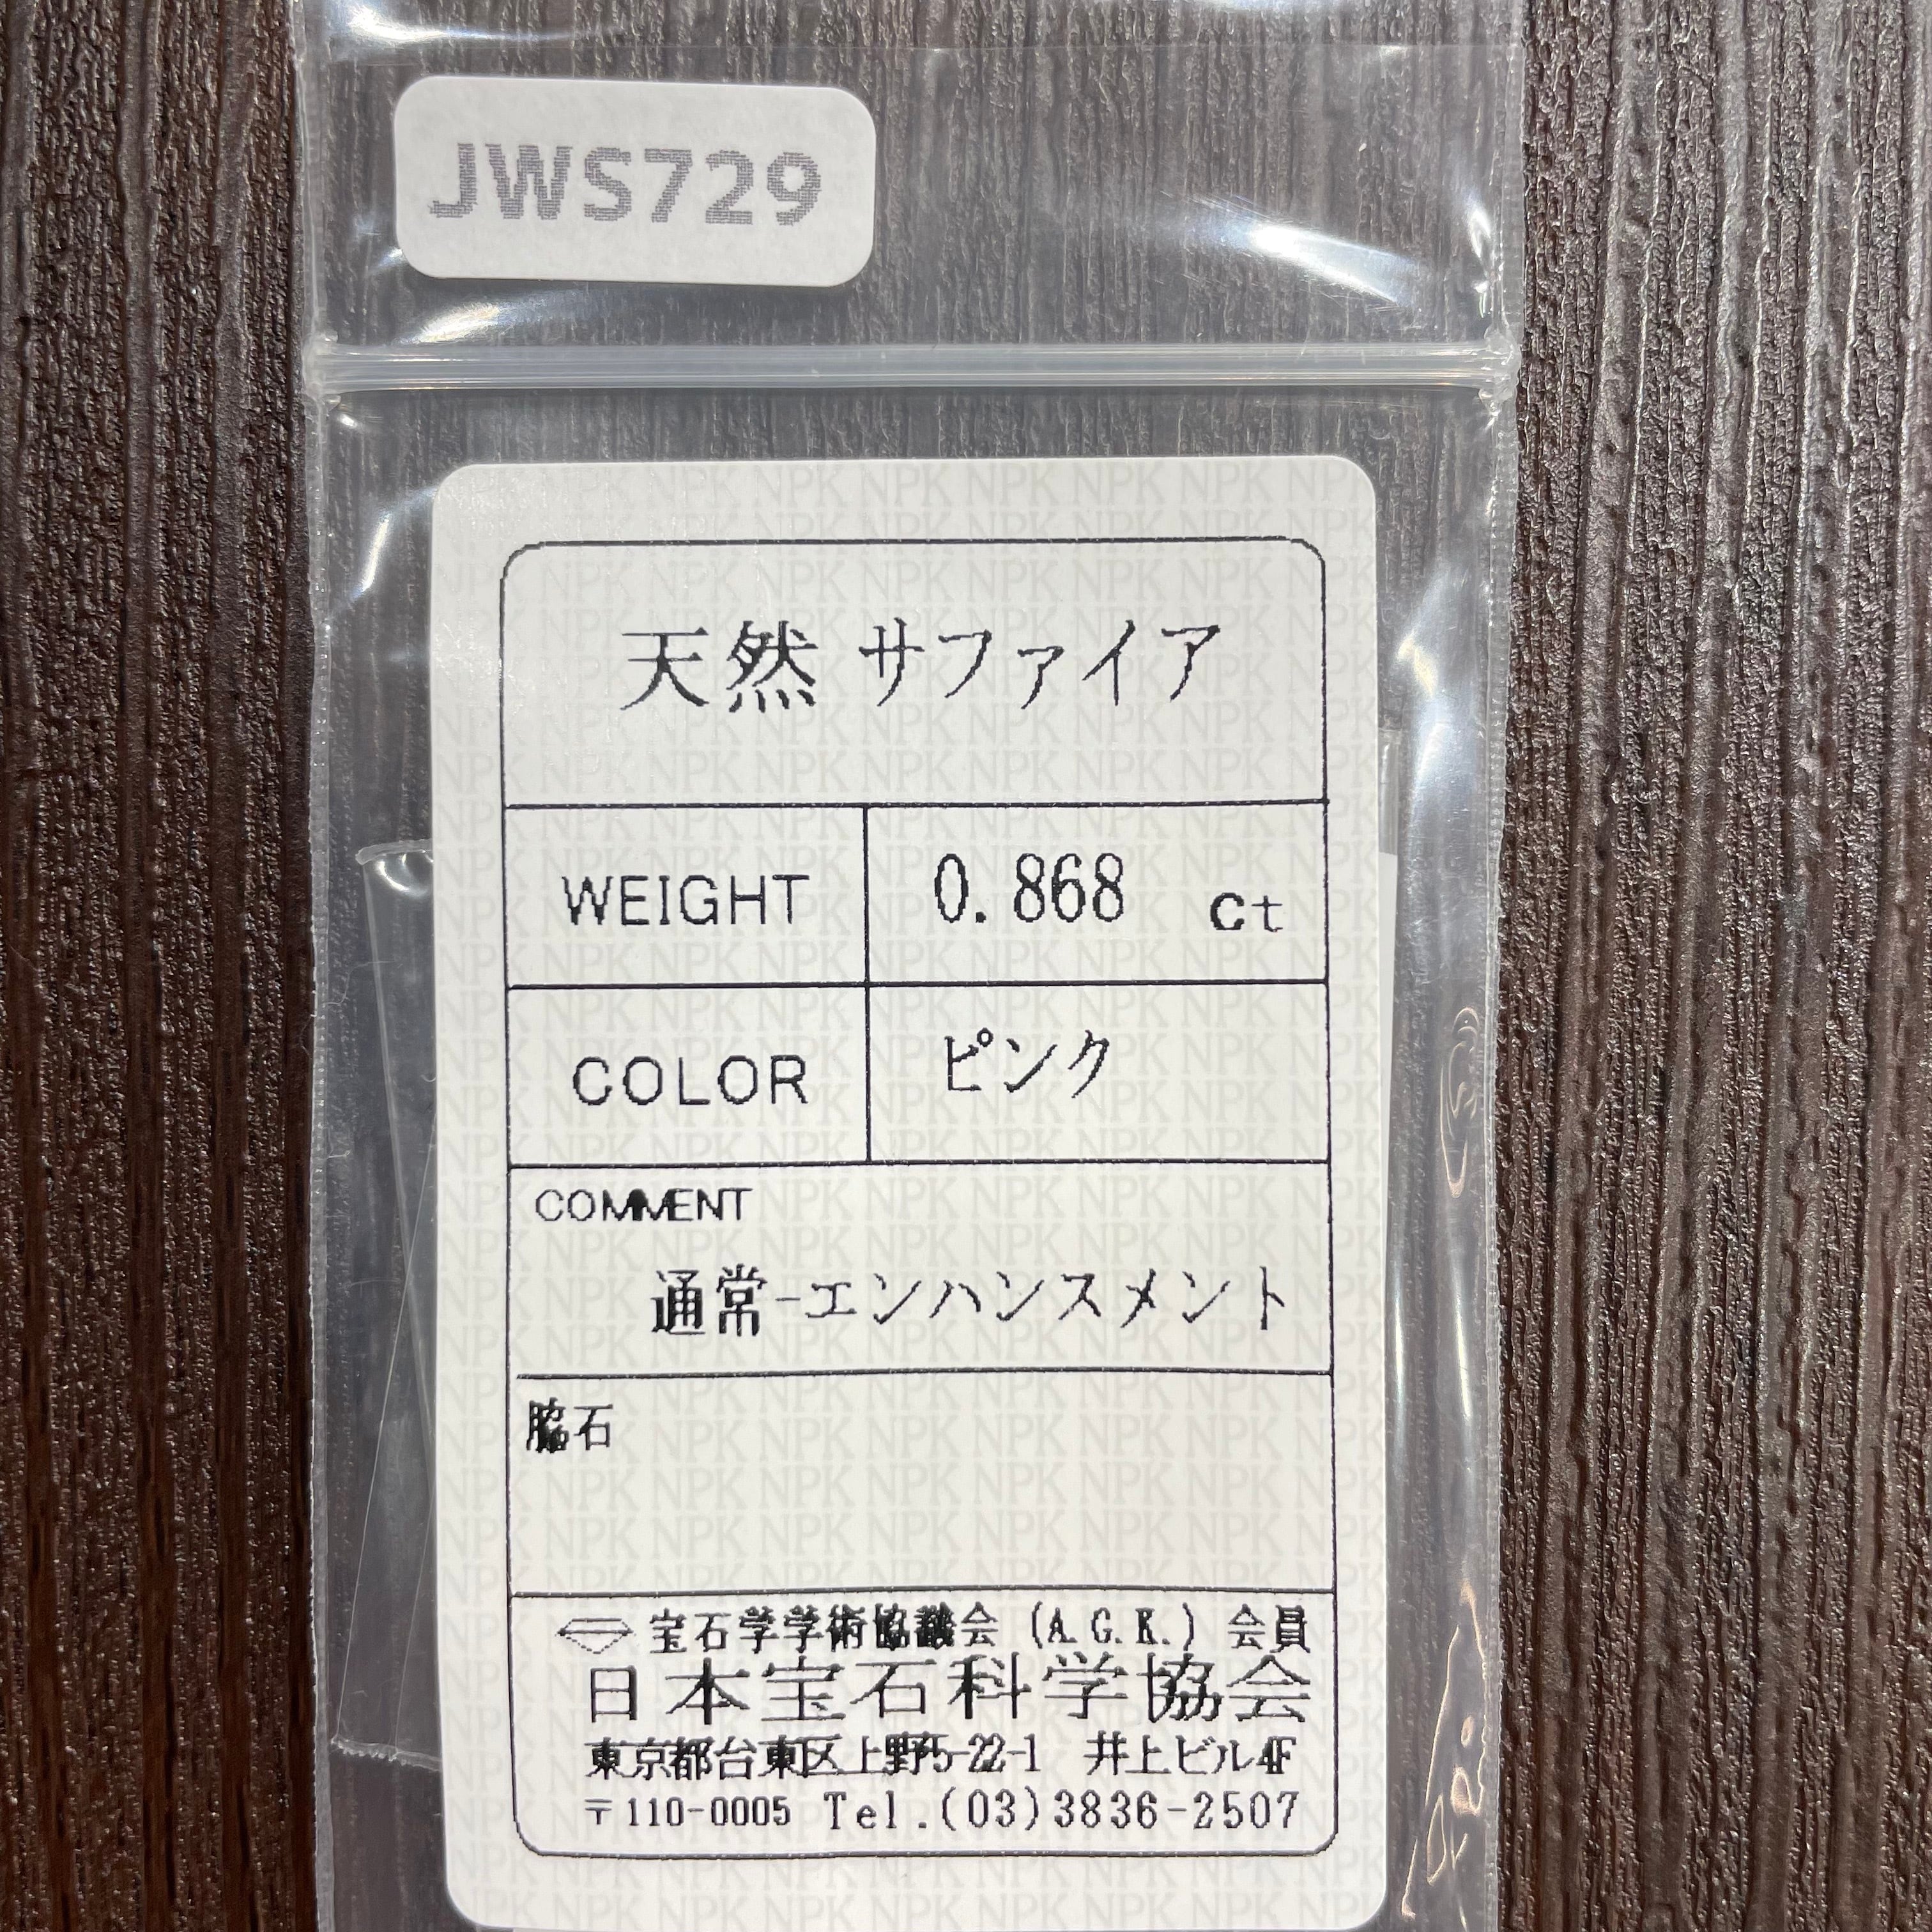 JWS729
天然 サファイア
WEIGHT 0.868 ct
COLOR ピンク
COMMENT
通常-エンハンスメント
脇石
宝石学学術協議会 (A.G.K.) 会員
日本宝石科学協会
東京都台東区上野5-22-1 井上ビル4F
〒110-0005 Tel.(03)3836-2507